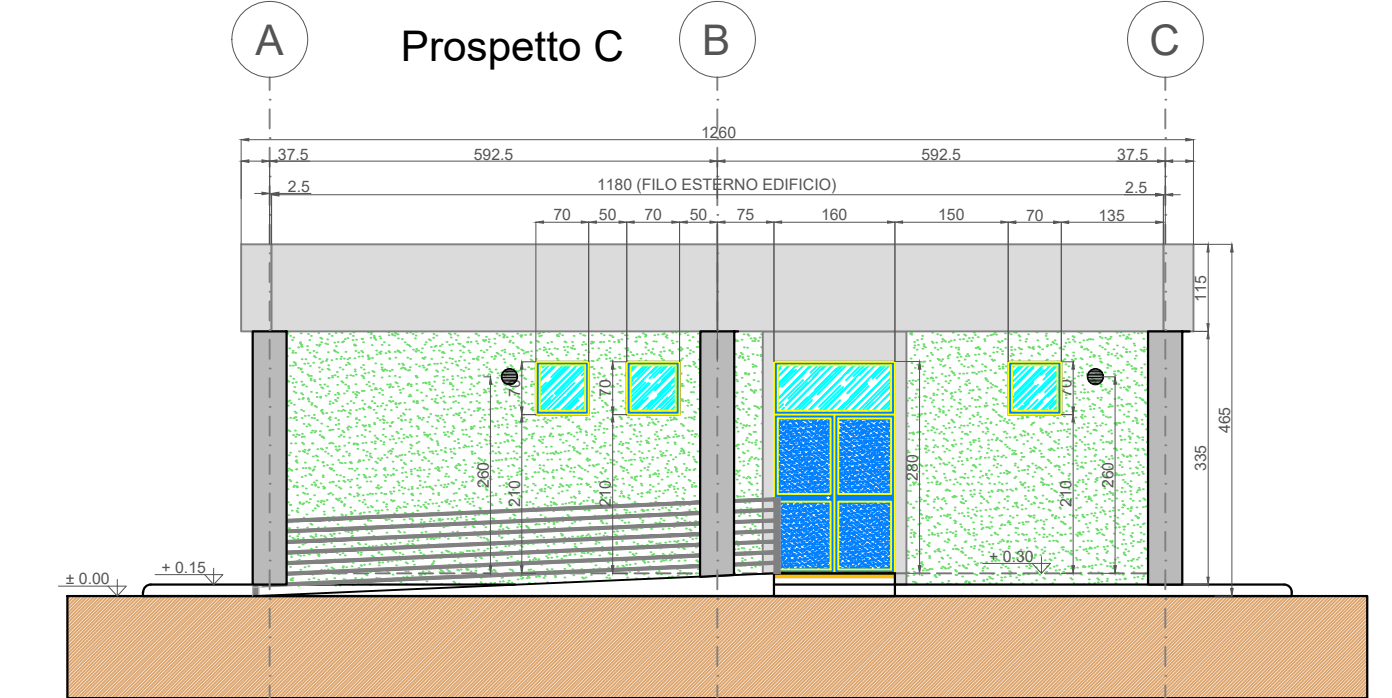 A
Prospetto C
B
C
1260
37.5 592.5 592.5 37.5
2.5 1180 (FILO ESTERNO EDIFICIO) 2.5
70 50 70 50 75 160 150 70 135
115
70 70 70
465
335
260 210 210 280 210 260
± 0.30
+ 0.15
± 0.00